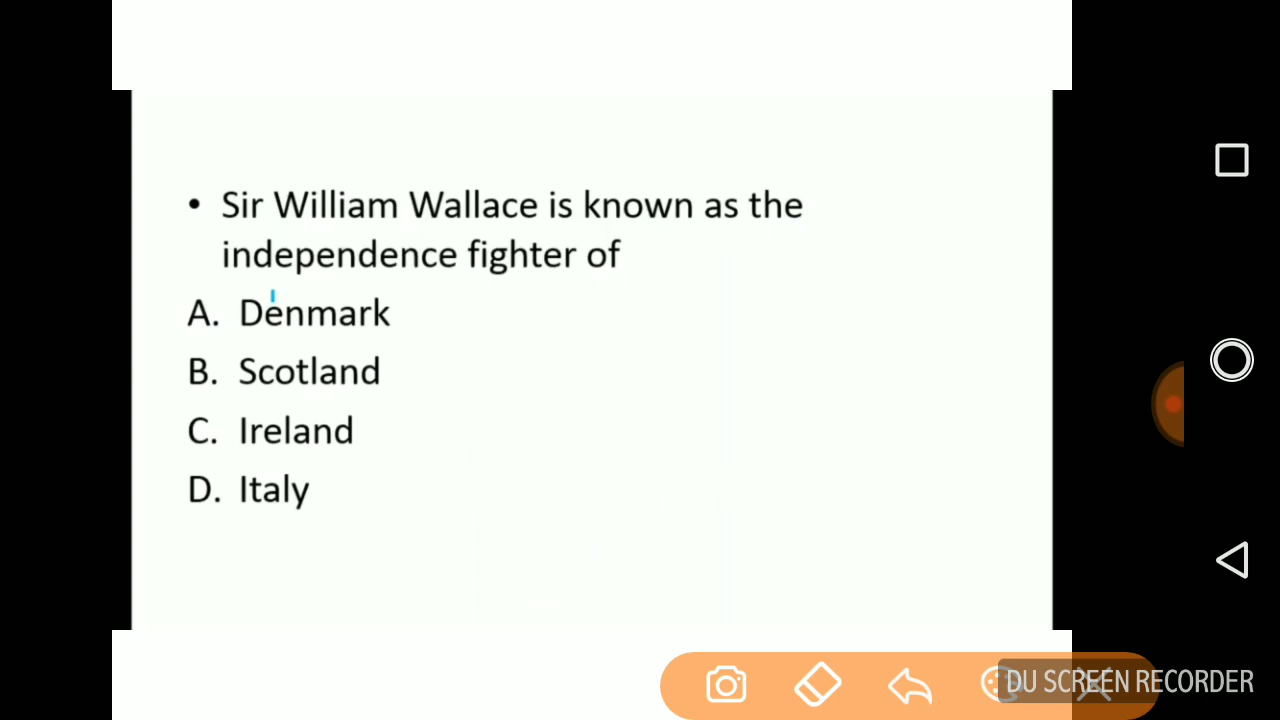 • Sir William Wallace is known as the
independence fighter of
A. Denmark
B. Scotland
C. Ireland
D. Italy
DU SCREEN RECORDER